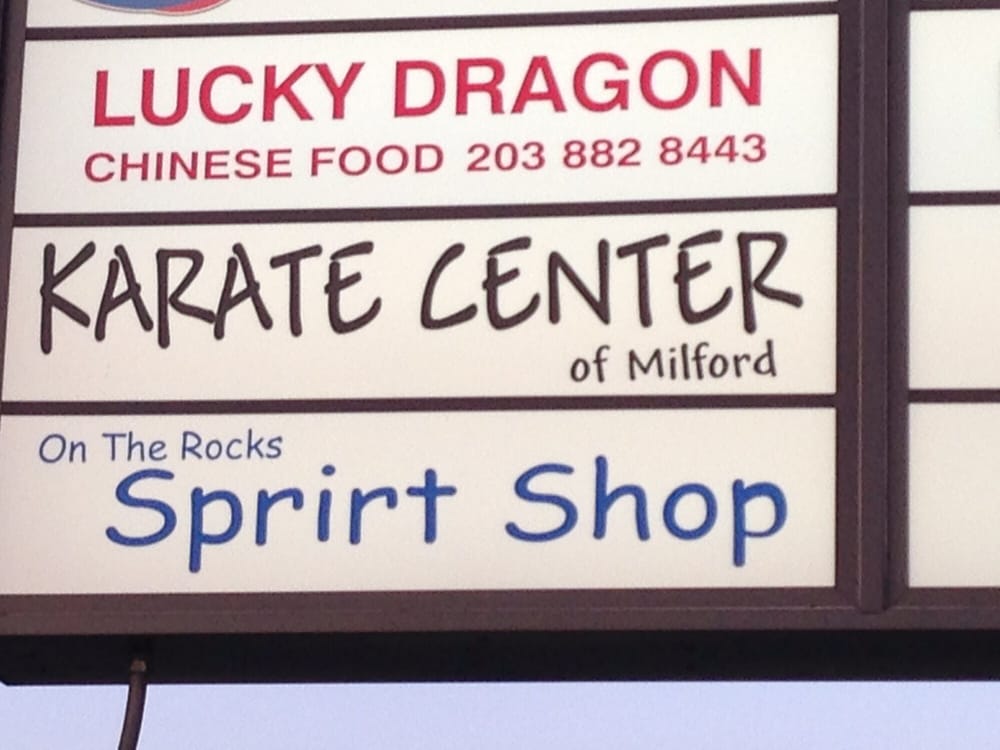 LUCKY DRAGON
CHINESE FOOD 203 882 8443
KARATE CENTER
of Milford
On The Rocks
Sprirt Shop